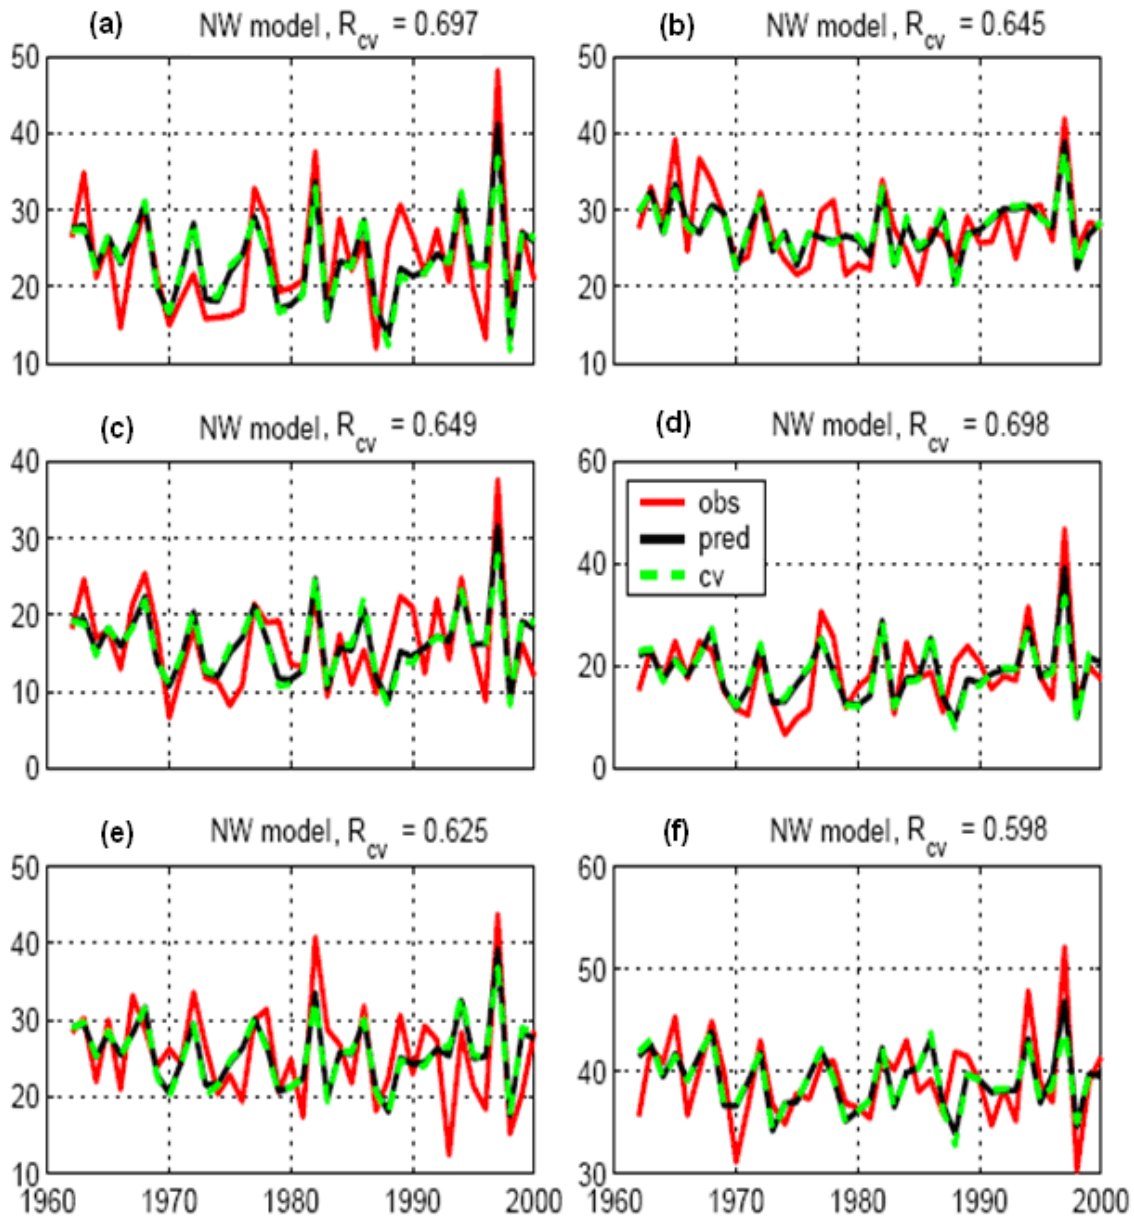 (a) NW model, Rcv = 0.697
(b) NW model, Rcv = 0.645
50
40
30
20
10
50
40
30
20
10
(c) NW model, Rcv = 0.649
(d) NW model, Rcv = 0.698
40
30
20
10
0
60
40
20
0
obs
pred
cv
(e) NW model, Rcv = 0.625
(f) NW model, Rcv = 0.598
50
40
30
20
10
1960 1970 1980 1990 2000
60
50
40
30
1960 1970 1980 1990 2000